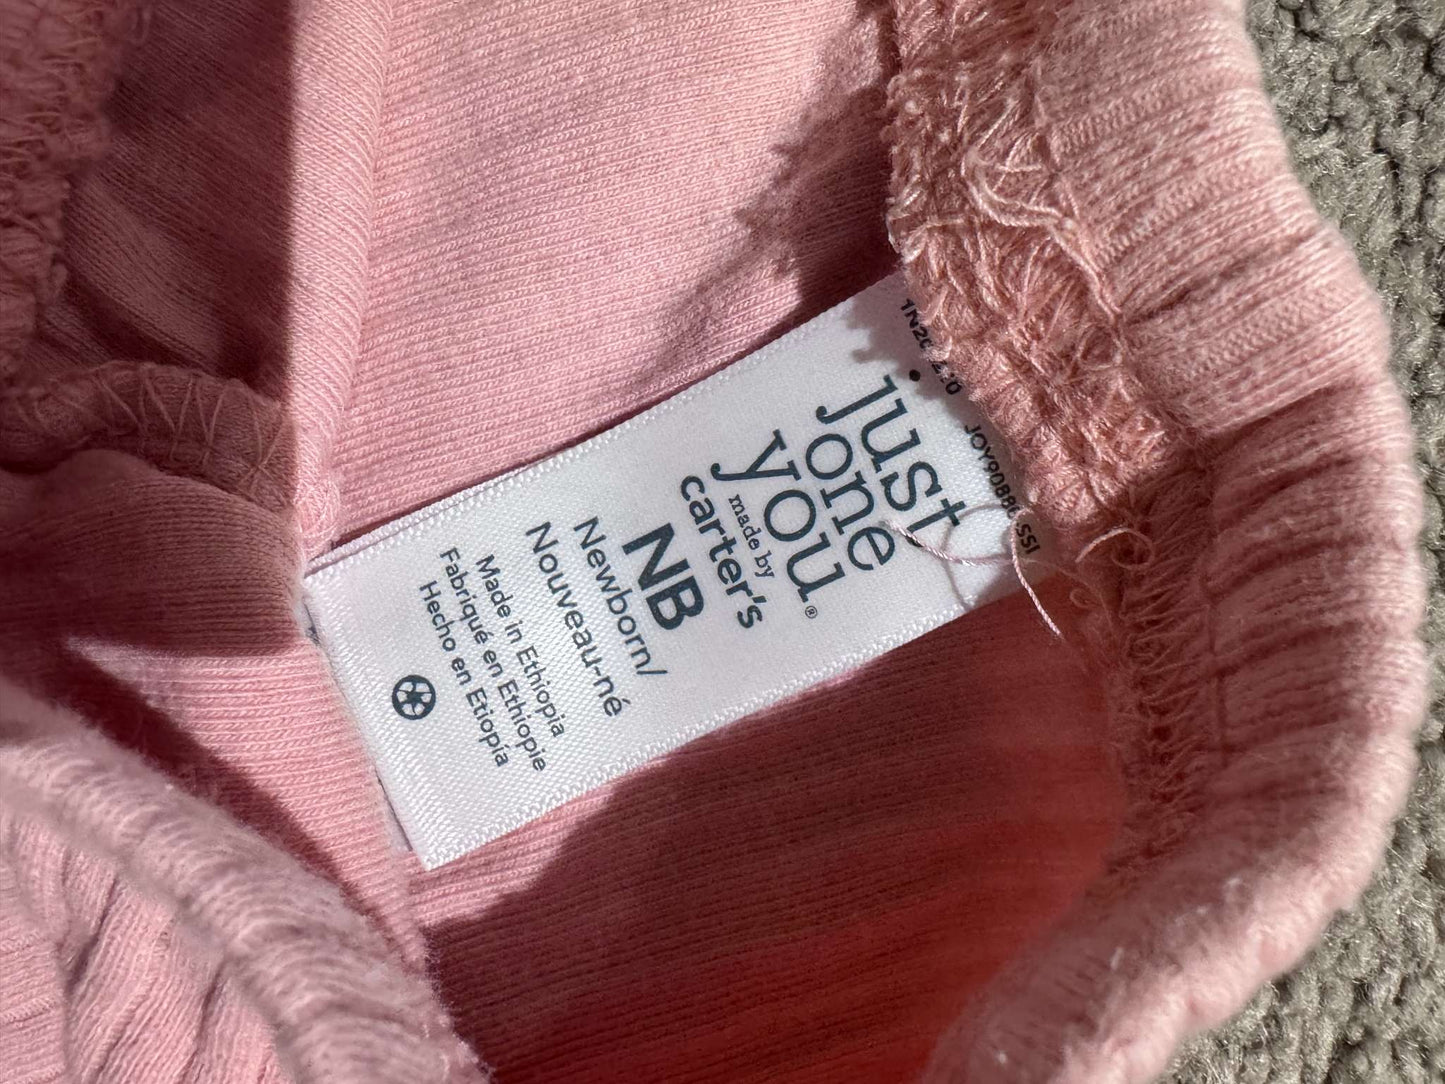 just
one
you®
made by
carter's
NB
Newborn/
Nouveau-né
Made in Ethiopia
Fabriqué en Ethiopie
Hecho en Etiopía